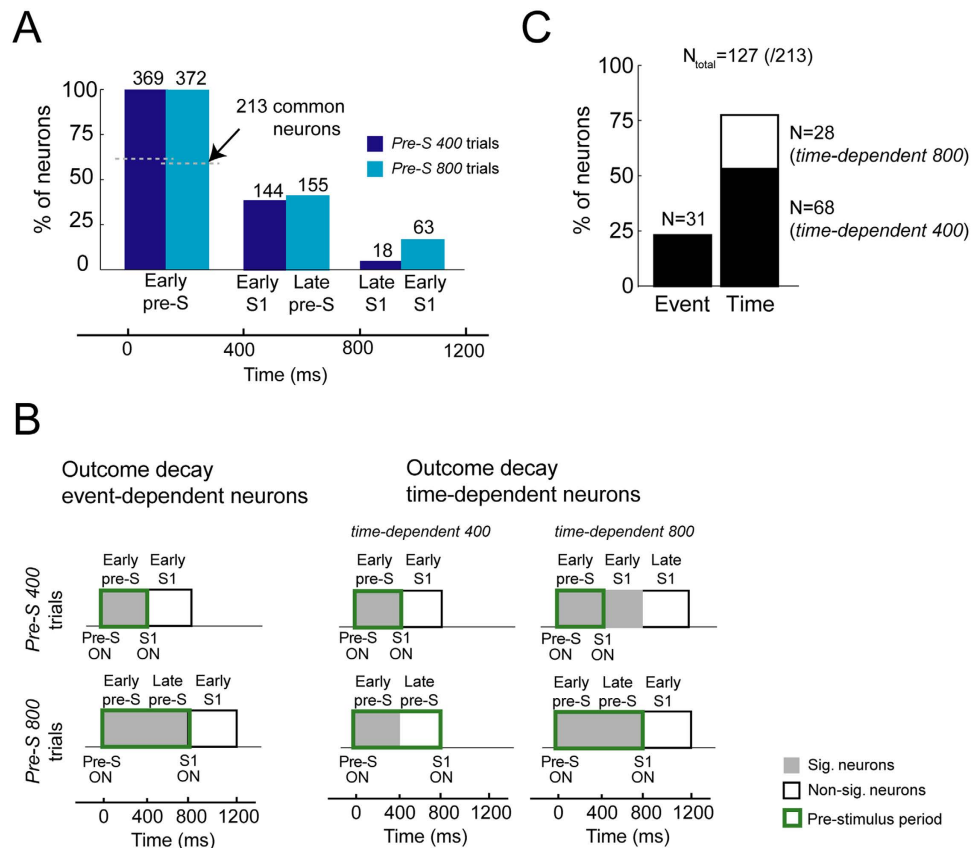 A
369 372
213 common
neurons
Pre-S 400 trials
Pre-S 800 trials
144 155
18 63
% of neurons
100
75
50
25
0
Early
pre-S
Early
S1
Late
pre-S
Late
S1
Early
S1
0 400 800 1200
Time (ms)
C
N_total=127 (/213)
% of neurons
100
75
50
25
0
N=31
N=28
(time-dependent 800)
N=68
(time-dependent 400)
Event Time
B
Outcome decay
event-dependent neurons
Outcome decay
time-dependent neurons
time-dependent 400 time-dependent 800
Pre-S 400
trials
Early
pre-S
Early
S1
Pre-S
ON
S1
ON
Early
pre-S
Early
S1
Pre-S
ON
S1
ON
Early
pre-S
Early
S1
Late
S1
Pre-S
ON
S1
ON
Pre-S 800
trials
Early
pre-S
Late
pre-S
Early
S1
Pre-S
ON
S1
ON
Early
pre-S
Late
pre-S
Pre-S
ON
S1
ON
Early
pre-S
Late
pre-S
Early
S1
Pre-S
ON
S1
ON
0 400 800 1200
Time (ms)
0 400 800 1200
Time (ms)
0 400 800 1200
Time (ms)
Sig. neurons
Non-sig. neurons
Pre-stimulus period